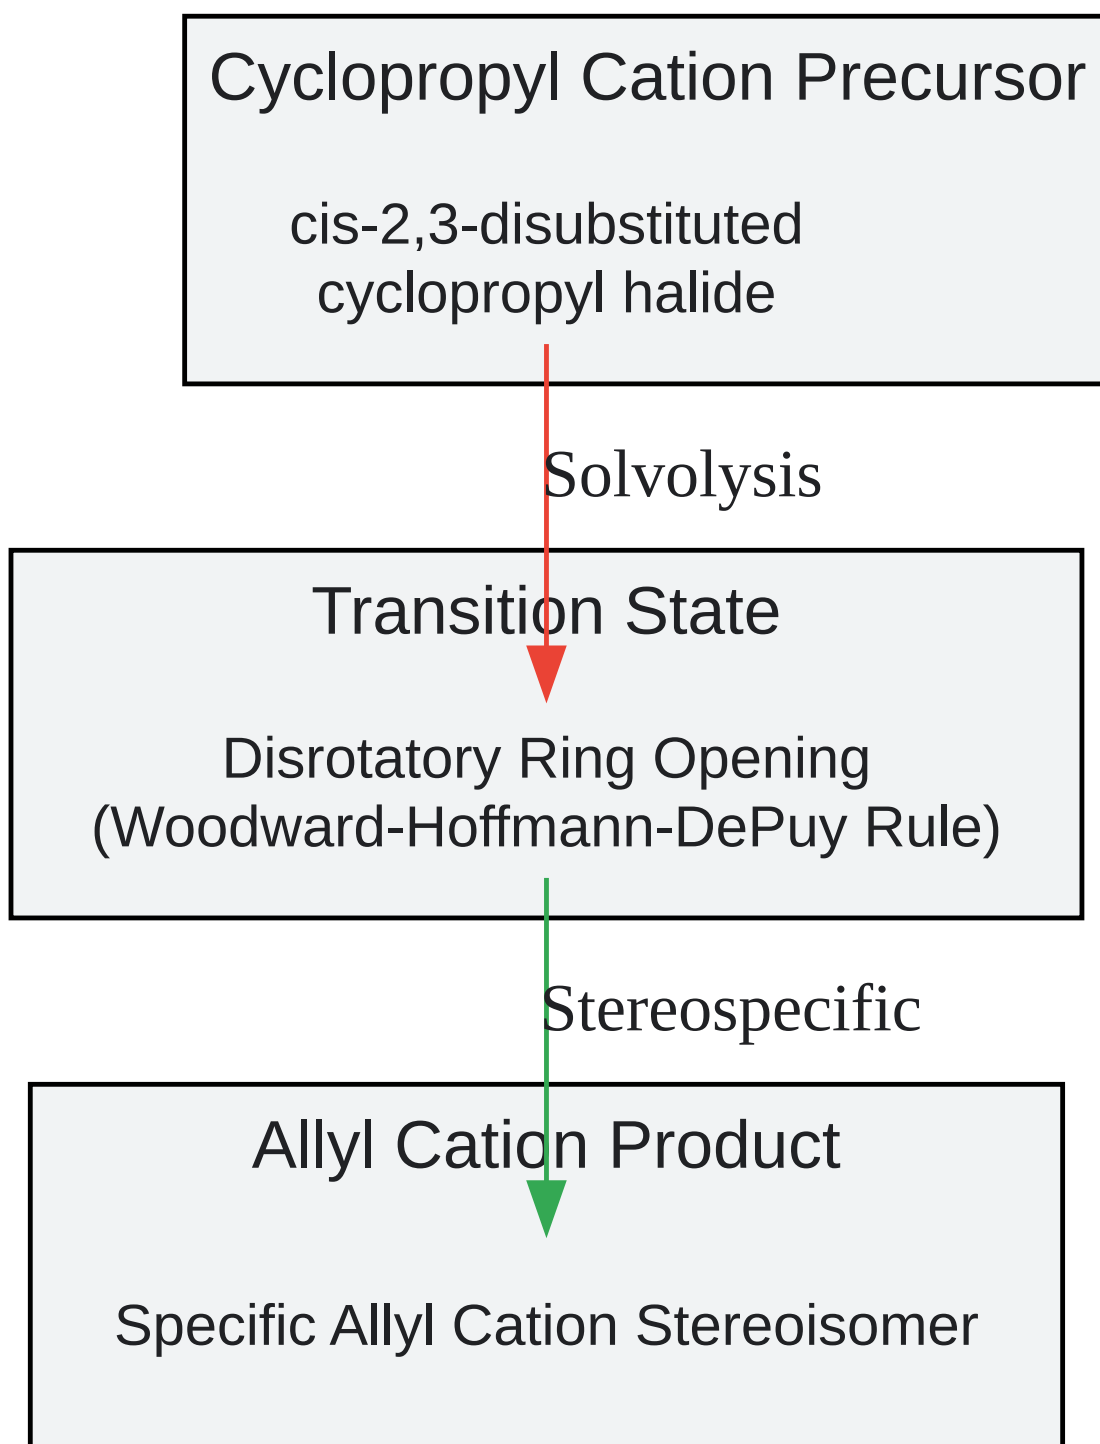 Cyclopropyl Cation Precursor
cis-2,3-disubstituted
cyclopropyl halide
Solvolysis
Transition State
Disrotatory Ring Opening
(Woodward-Hoffmann-DePuy Rule)
Stereospecific
Allyl Cation Product
Specific Allyl Cation Stereoisomer